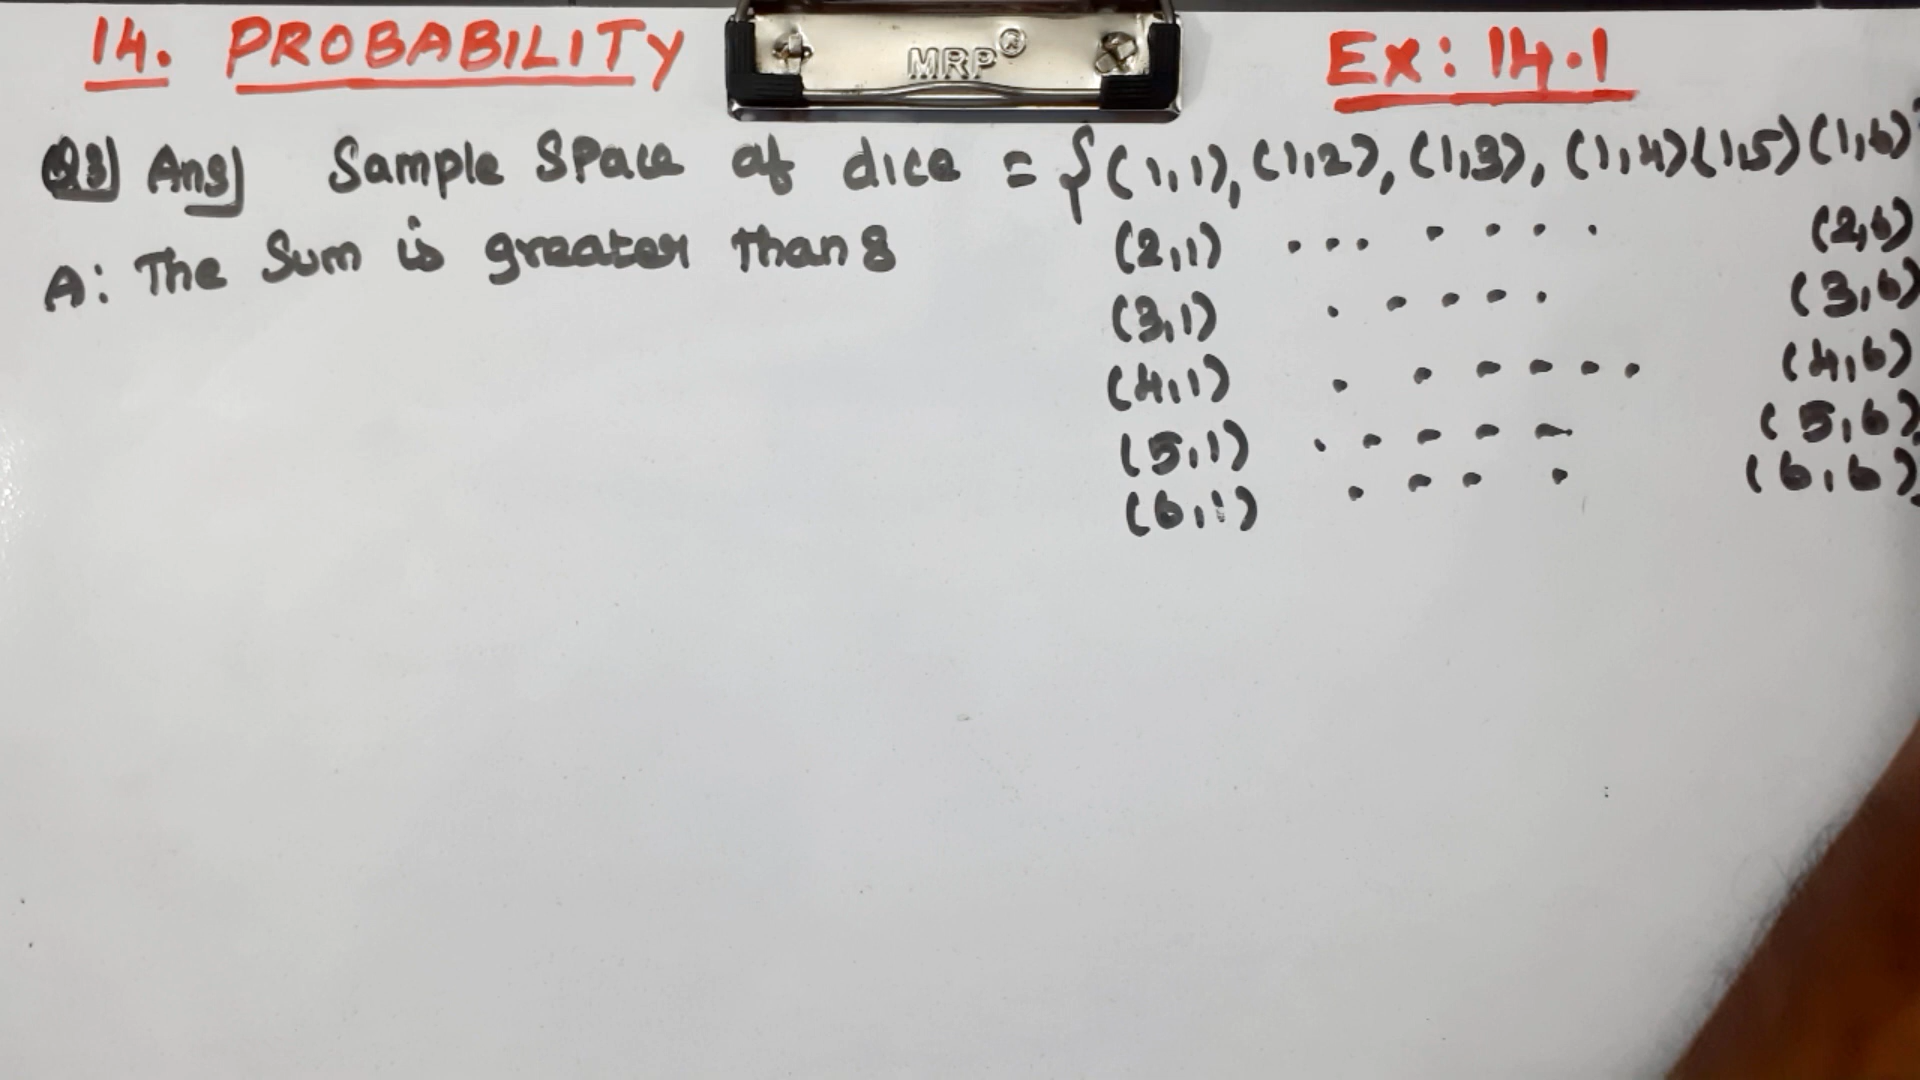 14. PROBABILITY
MRP®
Ex: 14.1
Q3) Ans) Sample Space of dice = {(1,1), (1,2), (1,3), (1,4) (1,5) (1,6)
A: The Sum is greater than 8
(2,1) ....... (2,6)
(3,1) ..... (3,6)
(4,1) ...... (4,6)
(5,1) ..... (5,6)
(6,1) .... (6,6)